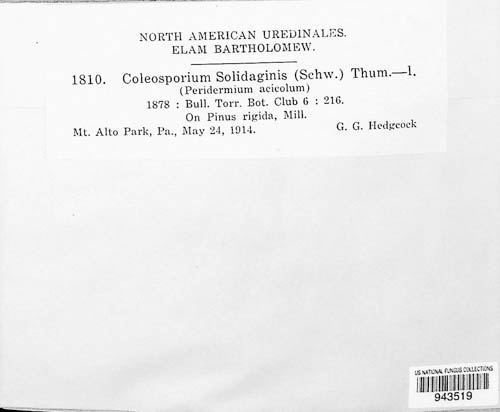 NORTH AMERICAN UREDINALES.
ELAM BARTHOLOMEW.
1810. Coleosporium Solidaginis (Schw.) Thum.—I.
(Peridermium acicolum)
1878 : Bull. Torr. Bot. Club 6 : 216.
On Pinus rigida, Mill.
Mt. Alto Park, Pa., May 24, 1914. G. G. Hedgcock
US NATIONAL FUNGUS COLLECTIONS
943519